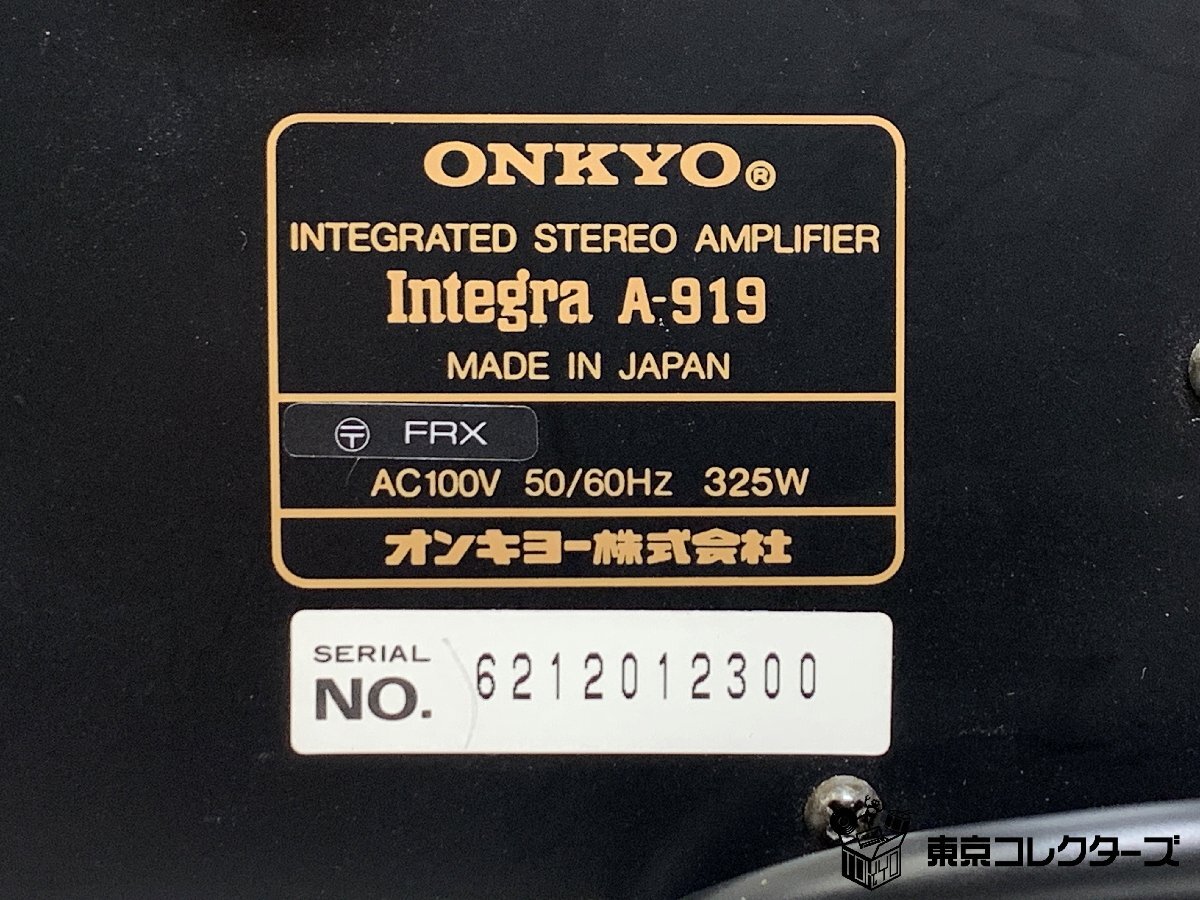 ONKYO®
INTEGRATED STEREO AMPLIFIER
Integra A-919
MADE IN JAPAN
〶 FRX
AC100V 50/60Hz 325W
オンキヨー株式会社
SERIAL
NO. 6212012300
東京コレクターズ